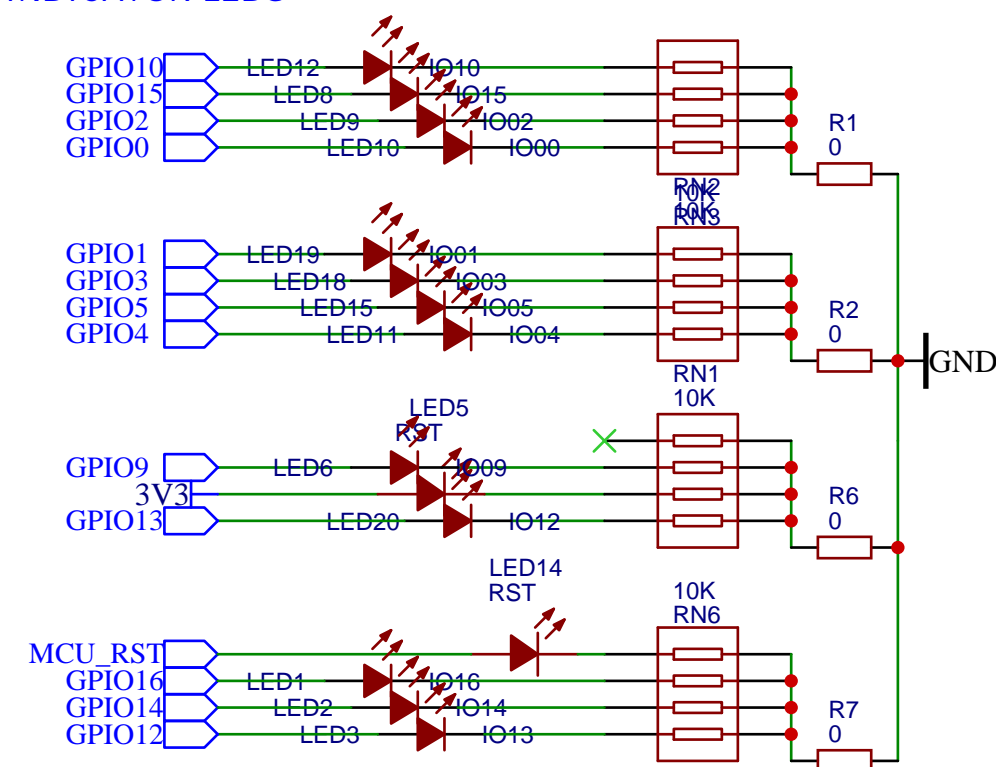 INDICATOR LEDS
GPIO10 LED12 IO10
GPIO15 LED8 IO15
GPIO2 LED9 IO02
GPIO0 LED10 IO00
R1
0
RN2
10K
10K
RN3
GPIO1 LED19 IO01
GPIO3 LED18 IO03
GPIO5 LED15 IO05
GPIO4 LED11 IO04
R2
0
GND
RN1
10K
LED5
RST
GPIO9 LED6 IO09
3V3
GPIO13 LED20 IO12
R6
0
LED14
RST
10K
RN6
MCU_RST
GPIO16 LED1 IO16
GPIO14 LED2 IO14
GPIO12 LED3 IO13
R7
0